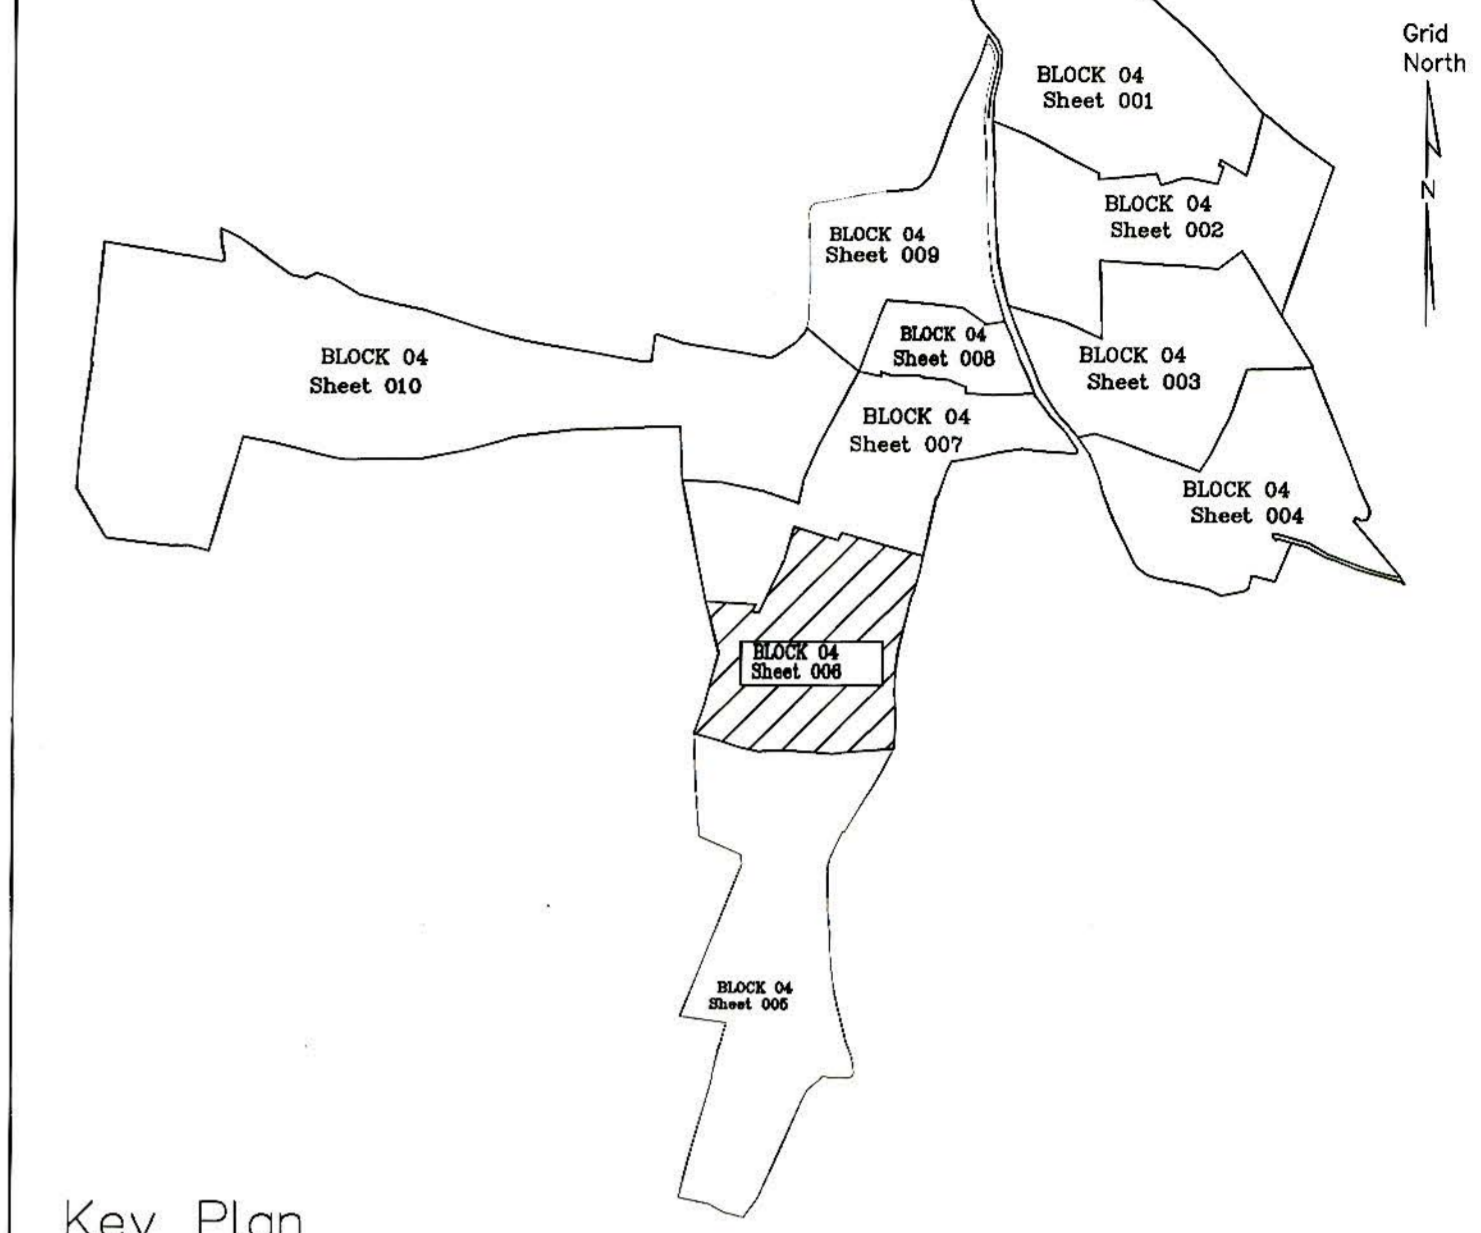 Grid
North
N
BLOCK 04
Sheet 001
BLOCK 04
Sheet 002
BLOCK 04
Sheet 009
BLOCK 04
Sheet 008
BLOCK 04
Sheet 003
BLOCK 04
Sheet 010
BLOCK 04
Sheet 007
BLOCK 04
Sheet 004
BLOCK 04
Sheet 006
BLOCK 04
Sheet 005
Key Plan